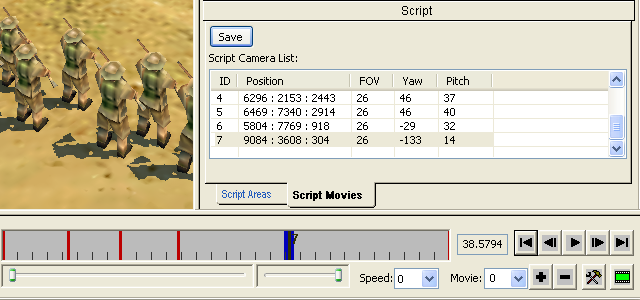 Script
Save
Script Camera List:
ID Position FOV Yaw Pitch
4 6296 : 2153 : 2443 26 46 37
5 6469 : 7340 : 2914 26 46 40
6 5804 : 7769 : 918 26 -29 32
7 9084 : 3608 : 304 26 -133 14
Script Areas Script Movies
7
38.5794
Speed: 0 Movie: 0